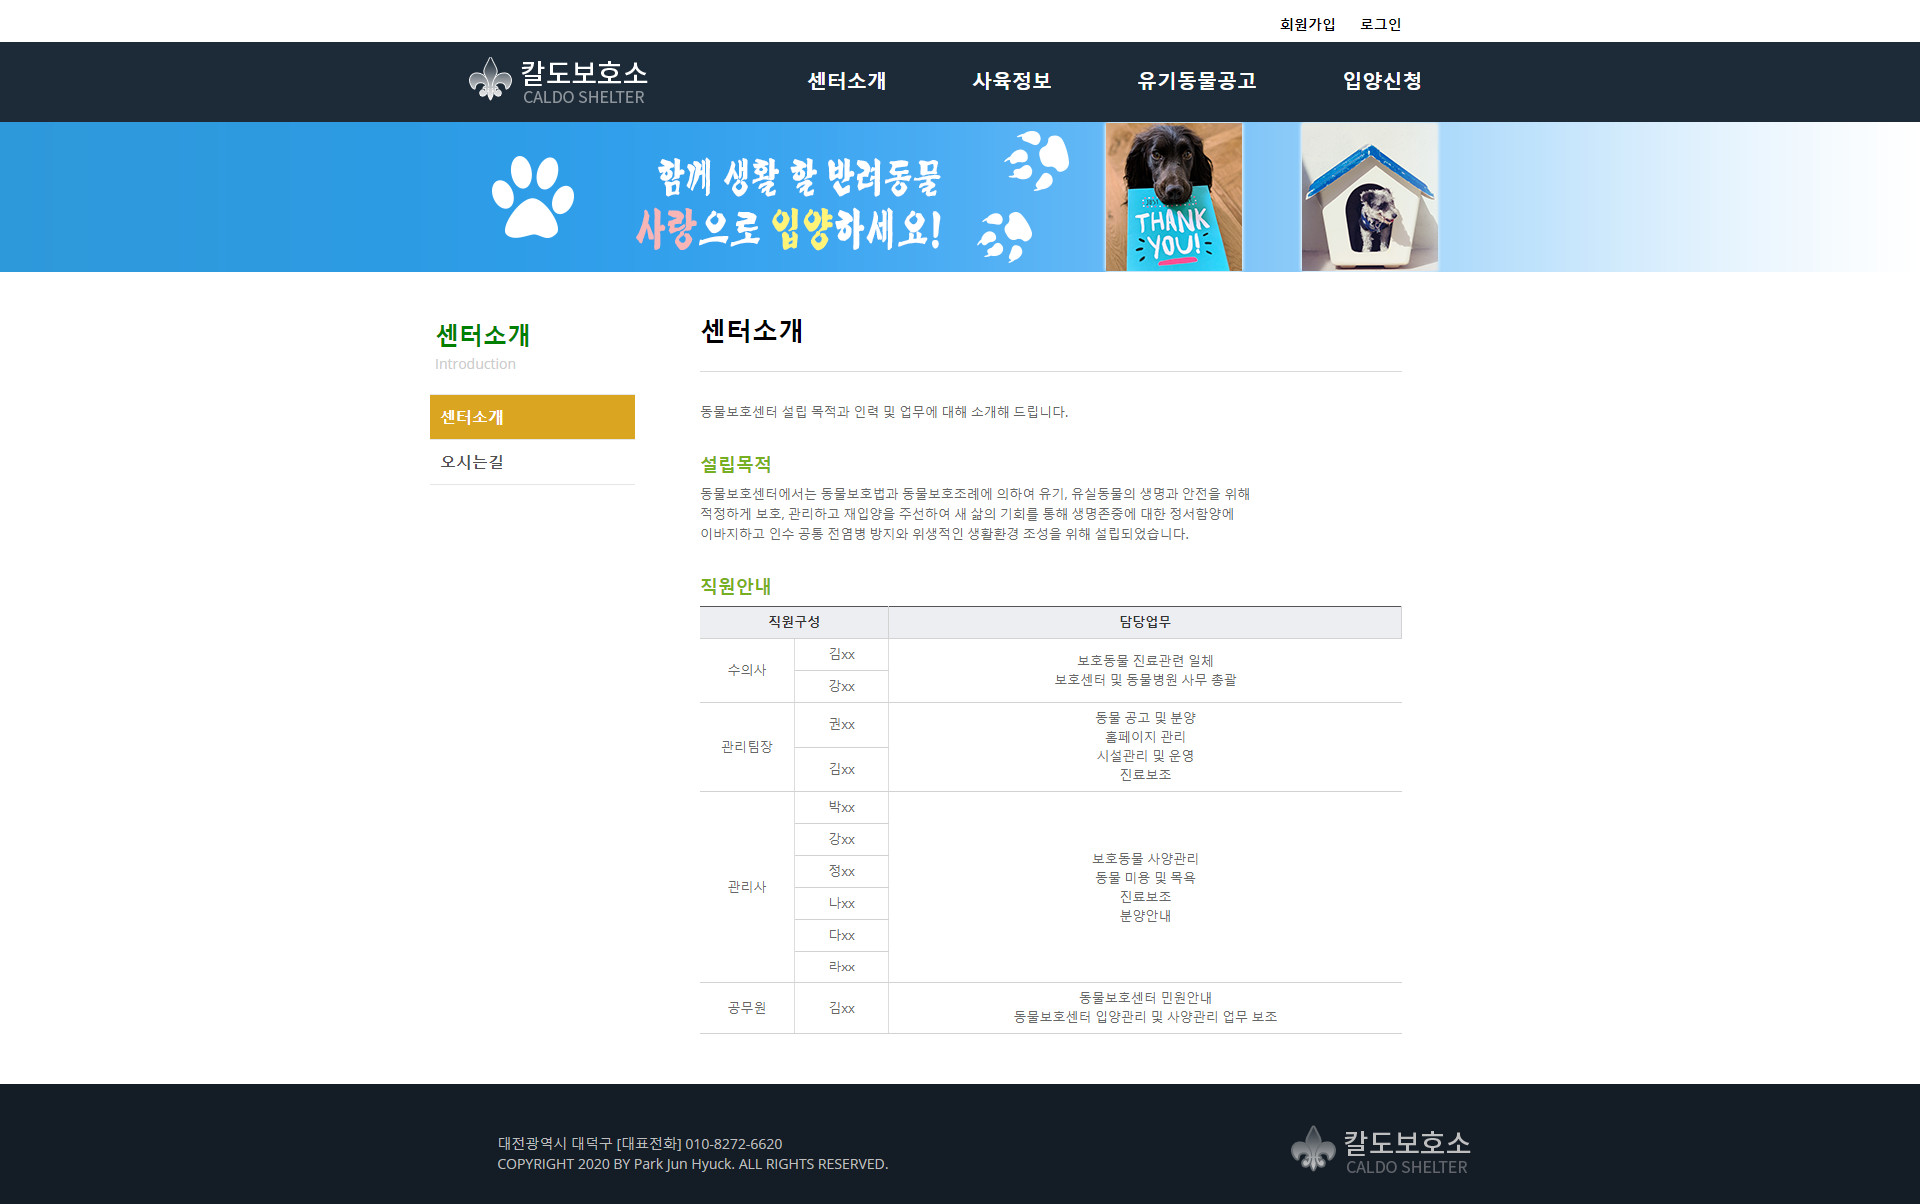 회원가입 로그인
칼도보호소
CALDO SHELTER
센터소개 사육정보 유기동물공고 입양신청
함께 생활 할 반려동물
사랑으로 입양하세요!
THANK
YOU!
센터소개
Introduction
센터소개
오시는길
센터소개
동물보호센터 설립 목적과 인력 및 업무에 대해 소개해 드립니다.
설립목적
동물보호센터에서는 동물보호법과 동물보호조례에 의하여 유기, 유실동물의 생명과 안전을 위해
적정하게 보호, 관리하고 재입양을 주선하여 새 삶의 기회를 통해 생명존중에 대한 정서함양에
이바지하고 인수 공통 전염병 방지와 위생적인 생활환경 조성을 위해 설립되었습니다.
직원안내
직원구성 담당업무
수의사
김xx
강xx
보호동물 진료관련 일체
보호센터 및 동물병원 사무 총괄
관리팀장
권xx
김xx
동물 공고 및 분양
홈페이지 관리
시설관리 및 운영
진료보조
관리사
박xx
강xx
정xx
나xx
다xx
라xx
보호동물 사양관리
동물 미용 및 목욕
진료보조
분양안내
공무원
김xx
동물보호센터 민원안내
동물보호센터 입양관리 및 사양관리 업무 보조
대전광역시 대덕구 [대표전화] 010-8272-6620
COPYRIGHT 2020 BY Park Jun Hyuck. ALL RIGHTS RESERVED.
칼도보호소
CALDO SHELTER